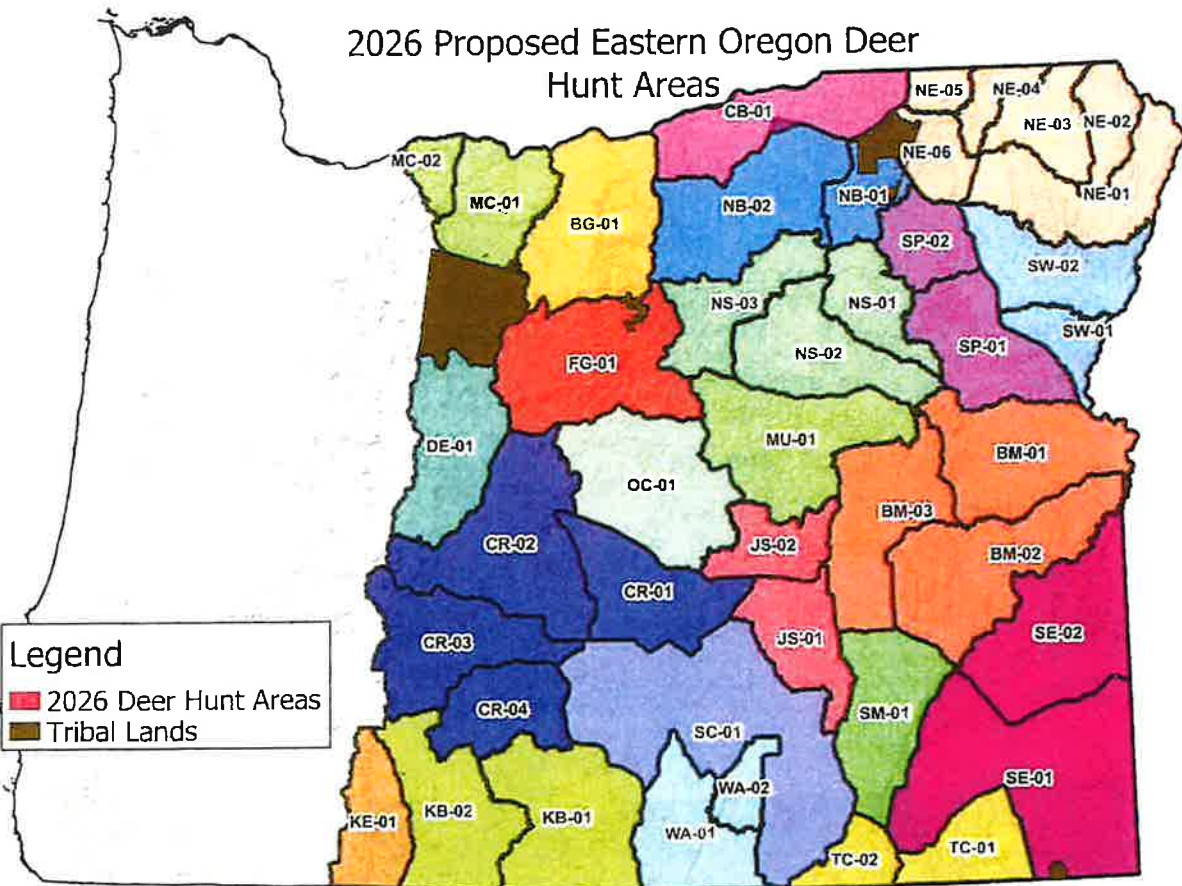 2026 Proposed Eastern Oregon Deer
Hunt Areas
NE-05
NE-04
CB-01
NE-03
NE-02
MC-02
NE-06
MC-01
NE-01
NB-02
NB-01
BG-01
SP-02
SW-02
NS-03
NS-01
SW-01
SP-01
NS-02
FG-01
MU-01
DE-01
BM-01
OC-01
BM-03
CR-02
JS-02
BM-02
CR-01
SE-02
CR-03
JS-01
Legend
2026 Deer Hunt Areas
Tribal Lands
CR-04
SM-01
SC-01
SE-01
WA-02
KB-02
KB-01
KE-01
WA-01
TC-01
TC-02